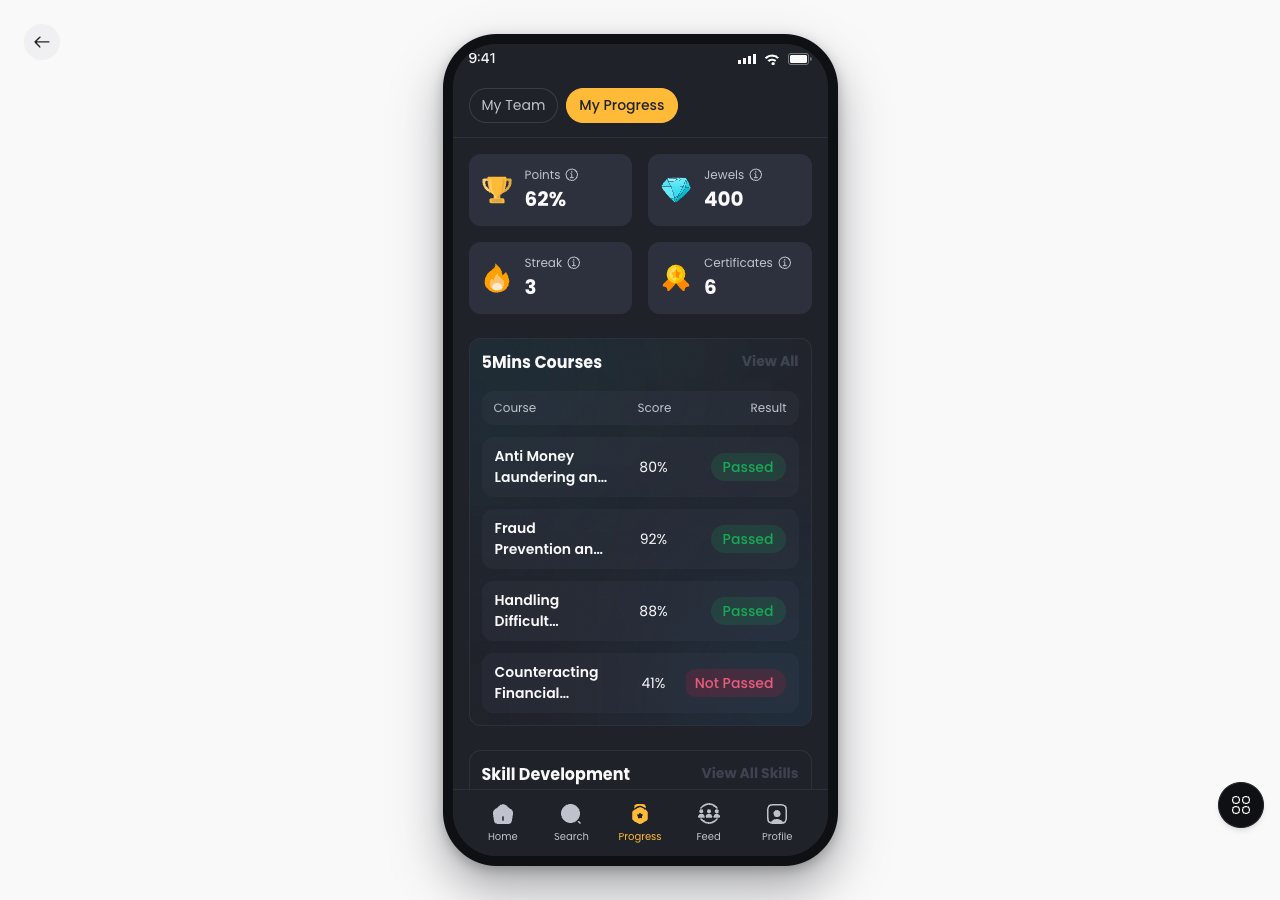 9:41
My Team
My Progress
Points
62%
Jewels
400
Streak
3
Certificates
6
5Mins Courses
View All
Course Score Result
Anti Money
Laundering an...
80%
Passed
Fraud
Prevention an...
92%
Passed
Handling
Difficult...
88%
Passed
Counteracting
Financial...
41%
Not Passed
Skill Development
View All Skills
Home
Search
Progress
Feed
Profile